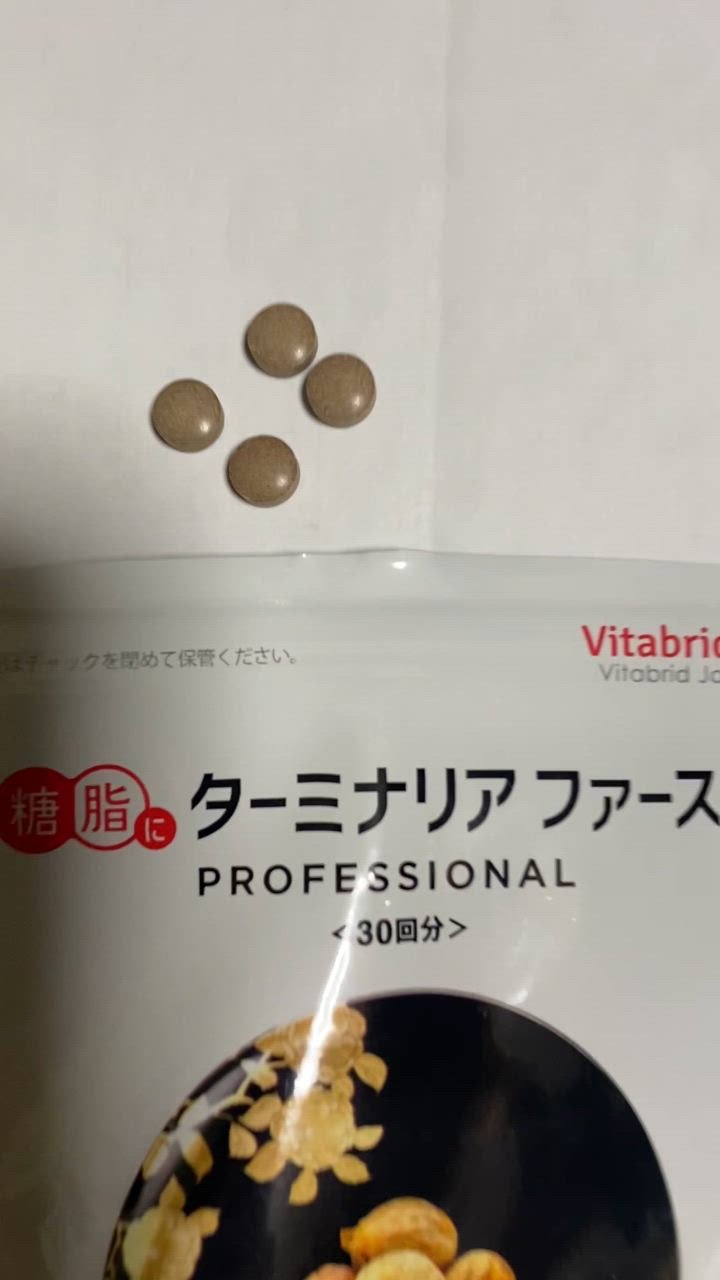 はチャックを閉めて保管ください。
Vitabrid
Vitabrid Ja
糖 脂 に
ターミナリア ファース
PROFESSIONAL
<30回分>